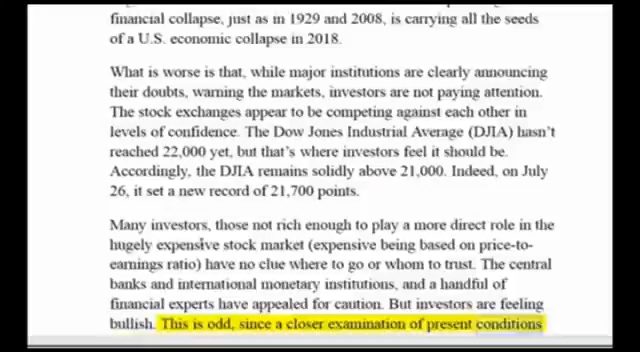 financial collapse, just as in 1929 and 2008, is carrying all the seeds
of a U.S. economic collapse in 2018.
What is worse is that, while major institutions are clearly announcing
their doubts, warning the markets, investors are not paying attention.
The stock exchanges appear to be competing against each other in
levels of confidence. The Dow Jones Industrial Average (DJIA) hasn't
reached 22,000 yet, but that's where investors feel it should be.
Accordingly, the DJIA remains solidly above 21,000. Indeed, on July
26, it set a new record of 21,700 points.
Many investors, those not rich enough to play a more direct role in the
hugely expensive stock market (expensive being based on price-to-
earnings ratio) have no clue where to go or whom to trust. The central
banks and international monetary institutions, and a handful of
financial experts have appealed for caution. But investors are feeling
bullish. This is odd, since a closer examination of present conditions